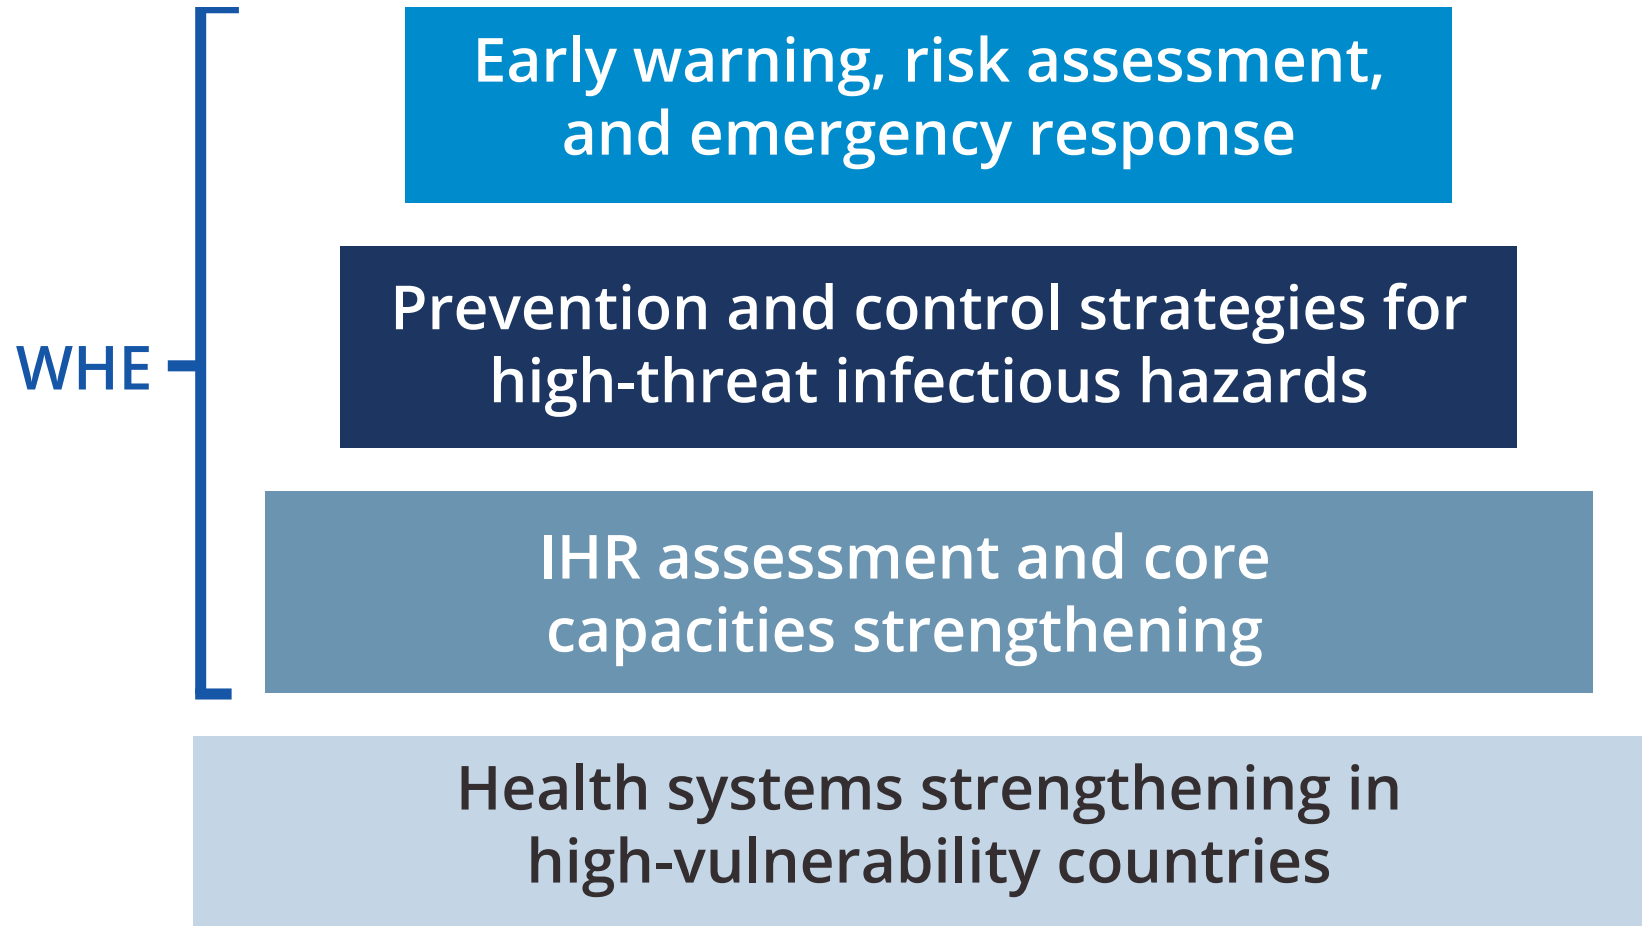 Early warning, risk assessment,
and emergency response
Prevention and control strategies for
high-threat infectious hazards
WHE
IHR assessment and core
capacities strengthening
Health systems strengthening in
high-vulnerability countries